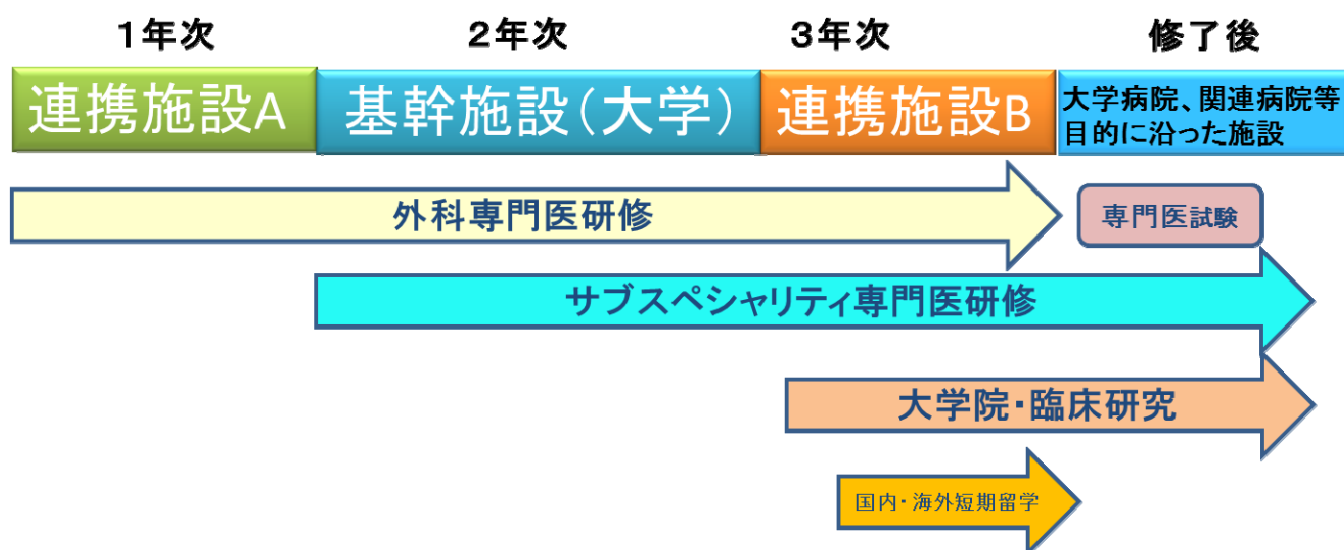 1年次
2年次
3年次
修了後
連携施設A
基幹施設(大学)
連携施設B
大学病院、関連病院等
目的に沿った施設
外科専門医研修
専門医試験
サブスペシャリティ専門医研修
大学院・臨床研究
国内・海外短期留学